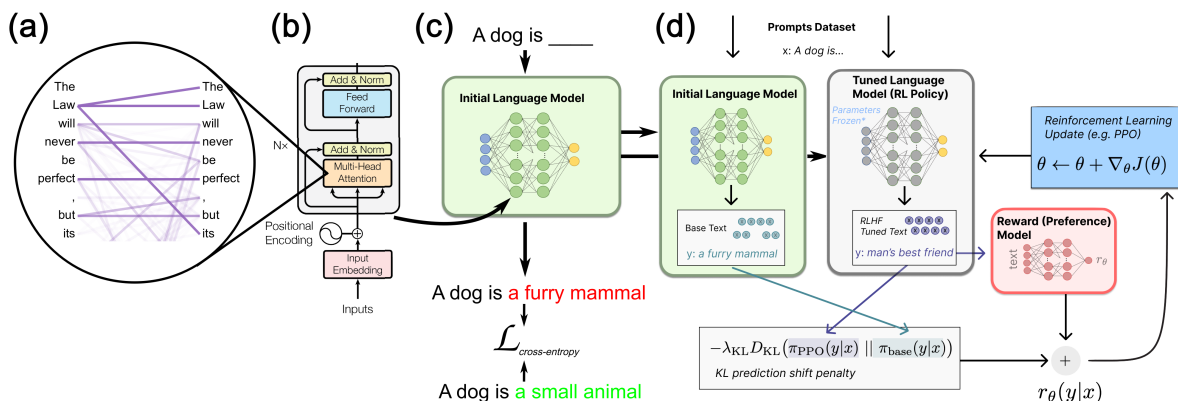 (a)
The The
Law Law
will will
never never
be be
perfect perfect
, ,
but but
its its
(b)
Add & Norm
Feed
Forward
N×
Add & Norm
Multi-Head
Attention
Positional
Encoding
Input
Embedding
Inputs
(c)
A dog is ____
Initial Language Model
A dog is a furry mammal
ℒcross-entropy
A dog is a small animal
(d)
Prompts Dataset
x: A dog is...
Initial Language Model
Base Text
y: a furry mammal
Tuned Language
Model (RL Policy)
Parameters
Frozen*
RLHF
Tuned Text
y: man's best friend
Reinforcement Learning
Update (e.g. PPO)
θ ← θ + ∇θJ(θ)
Reward (Preference)
Model
text
rθ
−λKL DKL(πPPO(y|x) || πbase(y|x))
KL prediction shift penalty
+
rθ(y|x)